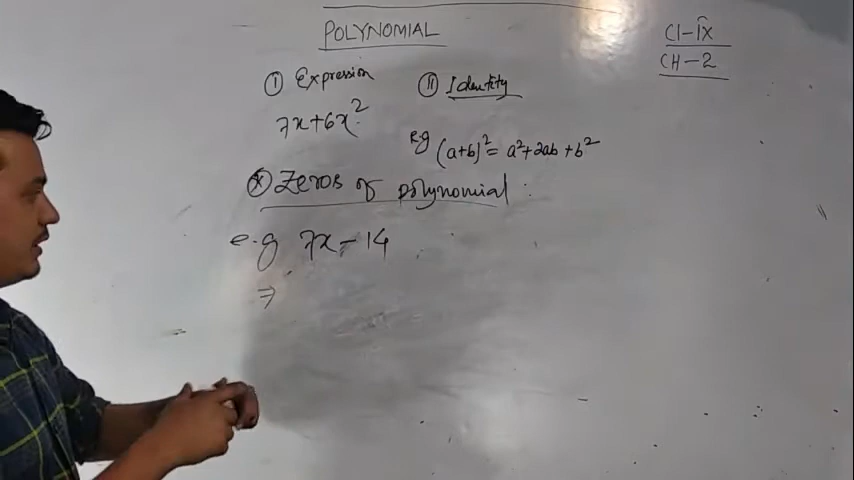 POLYNOMIAL
Cl-IX
CH-2
(I) Expression
(II) Identity
7x+6x²
e.g (a+b)² = a²+2ab+b²
(x) Zeros of polynomial :
e.g 7x-14
⇒